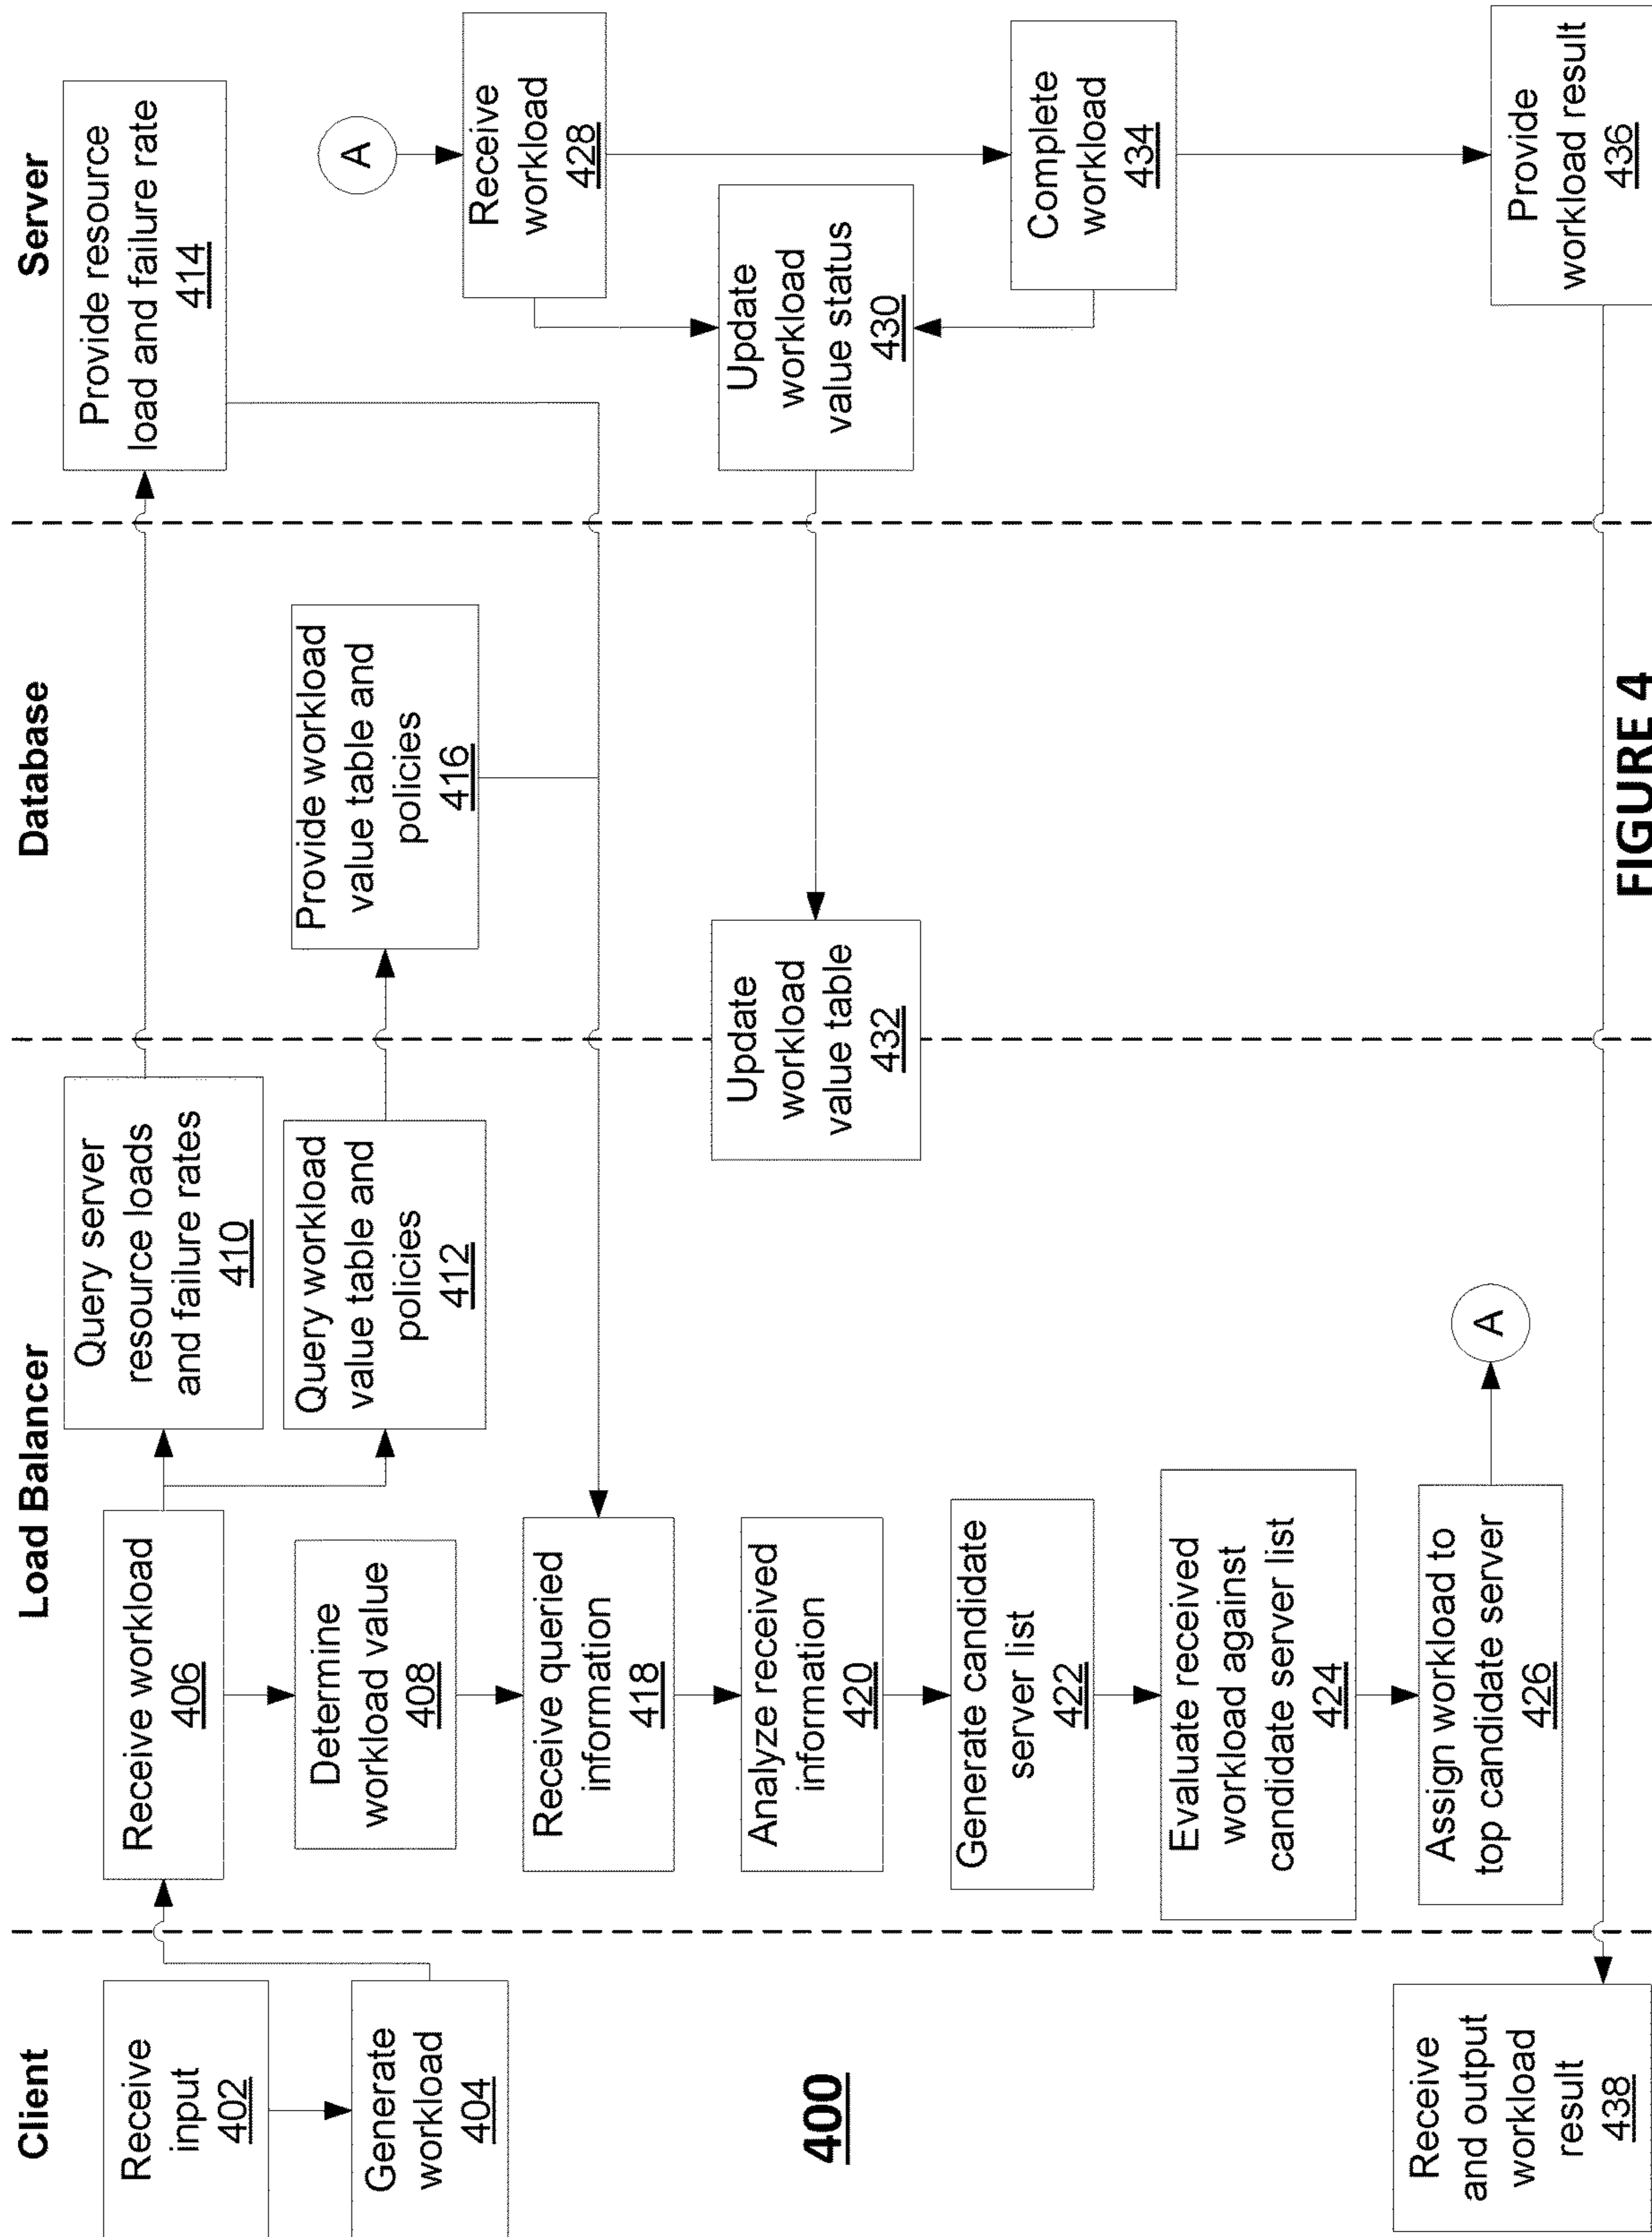 Client
Load Balancer
Database
Server
Receive
input
402
Generate
workload
404
Receive workload
406
Query server
resource loads
and failure rates
410
Provide resource
load and failure rate
414
Determine
workload value
408
Query workload
value table and
policies
412
Provide workload
value table and
policies
416
Receive queried
information
418
Analyze received
information
420
Generate candidate
server list
422
Evaluate received
workload against
candidate server list
424
Assign workload to
top candidate server
426
A
A
Receive
workload
428
Update
workload
value status
430
Update
workload
value table
432
Complete
workload
434
Provide
workload result
436
Receive
and output
workload
result
438
400
FIGURE 4